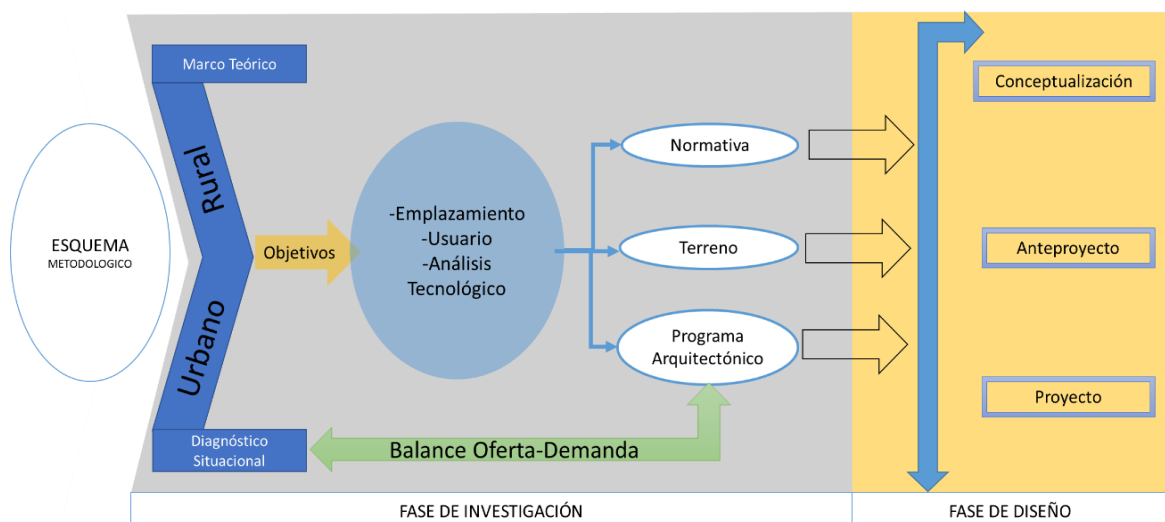 ESQUEMA
METODOLOGICO
Marco Teórico
Rural
Urbano
Diagnóstico
Situacional
Objetivos
-Emplazamiento
-Usuario
-Análisis
Tecnológico
Balance Oferta-Demanda
Normativa
Terreno
Programa
Arquitectónico
Conceptualización
Anteproyecto
Proyecto
FASE DE INVESTIGACIÓN
FASE DE DISEÑO